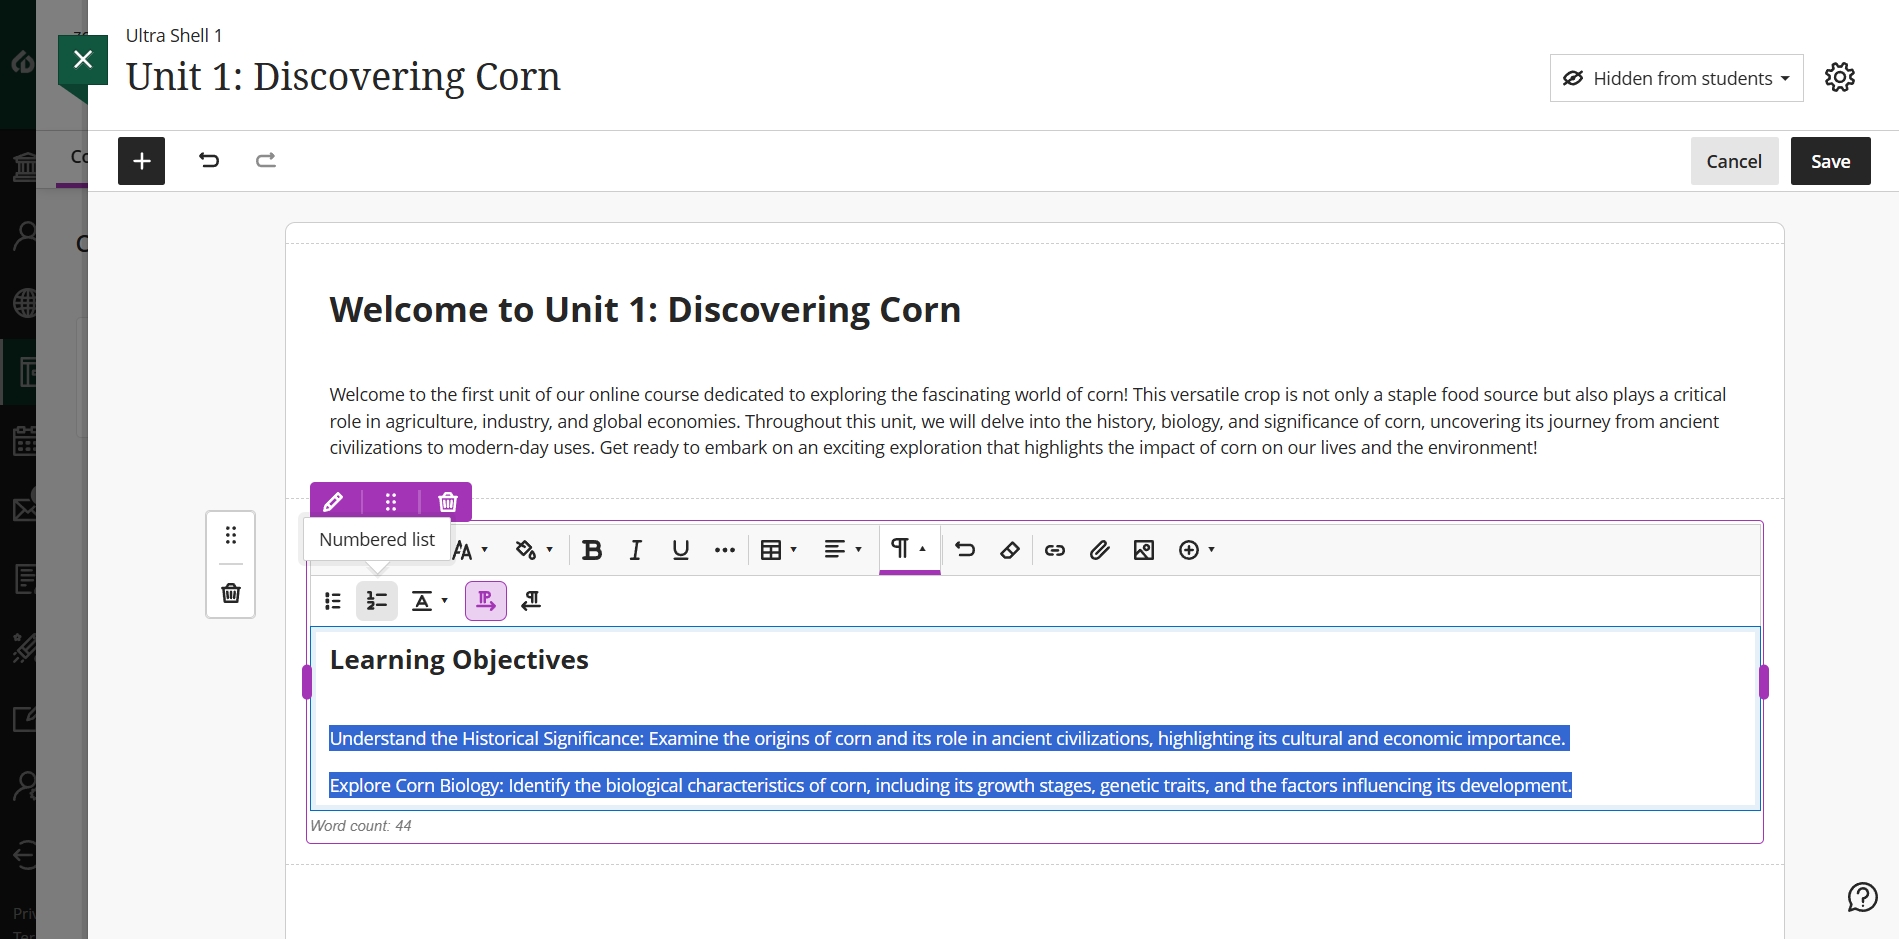 Ultra Shell 1
Unit 1: Discovering Corn
Hidden from students
Cancel
Save
Welcome to Unit 1: Discovering Corn
Welcome to the first unit of our online course dedicated to exploring the fascinating world of corn! This versatile crop is not only a staple food source but also plays a critical
role in agriculture, industry, and global economies. Throughout this unit, we will delve into the history, biology, and significance of corn, uncovering its journey from ancient
civilizations to modern-day uses. Get ready to embark on an exciting exploration that highlights the impact of corn on our lives and the environment!
Numbered list
Learning Objectives
Understand the Historical Significance: Examine the origins of corn and its role in ancient civilizations, highlighting its cultural and economic importance.
Explore Corn Biology: Identify the biological characteristics of corn, including its growth stages, genetic traits, and the factors influencing its development.
Word count: 44